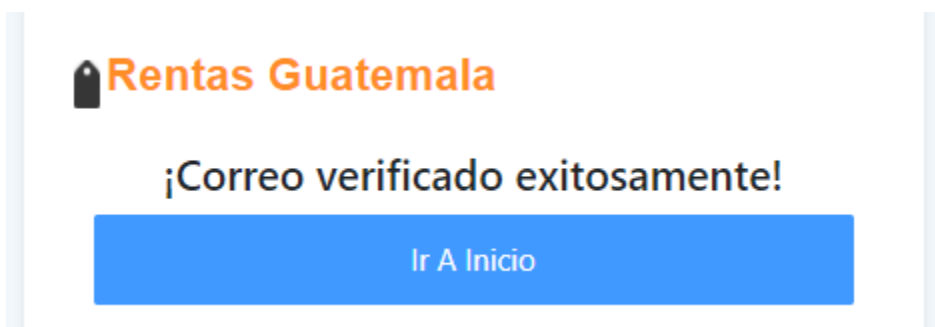 Rentas Guatemala
¡Correo verificado exitosamente!
Ir A Inicio